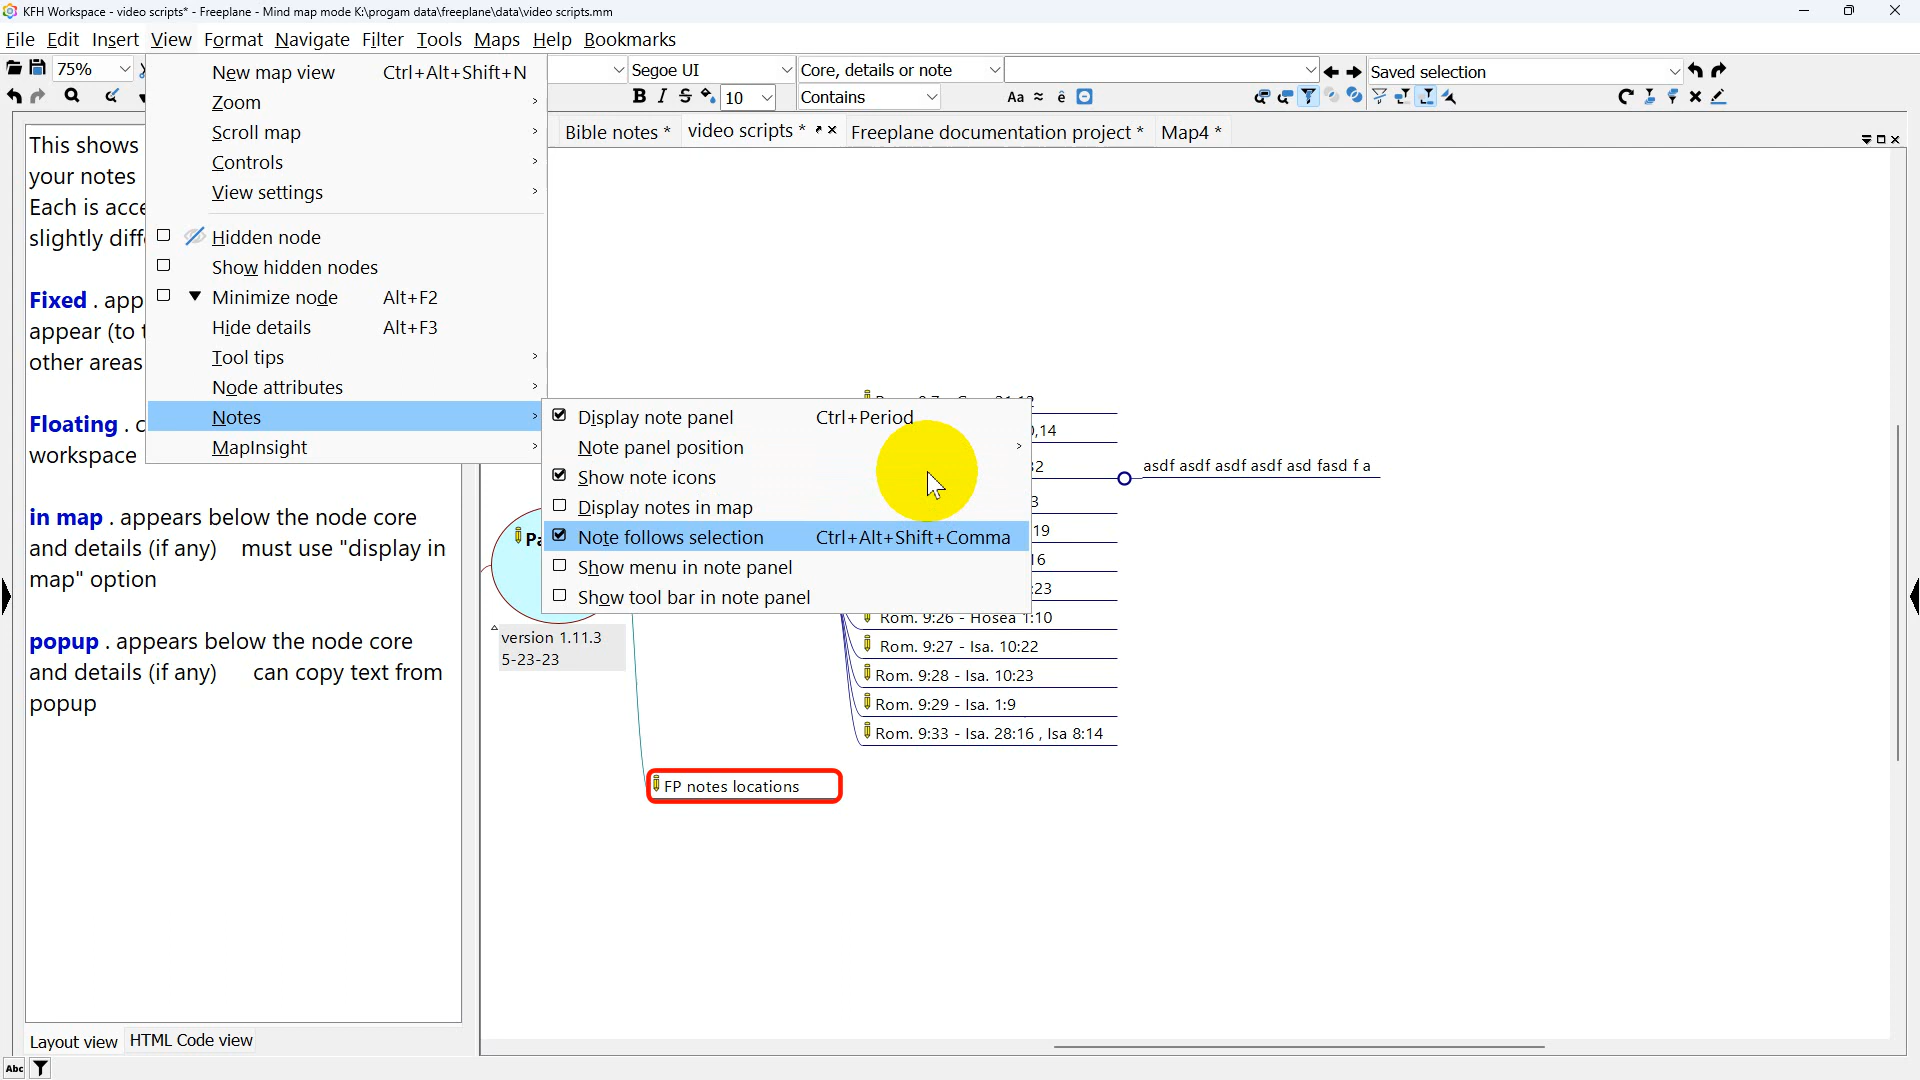 KFH Workspace - video scripts* - Freeplane - Mind map mode K:\progam data\freeplane\data\video scripts.mm
File Edit Insert View Format Navigate Filter Tools Maps Help Bookmarks
75%
Segoe UI
Core, details or note
Saved selection
B I S
10
Contains
Aa ≈ ê
New map view Ctrl+Alt+Shift+N
Zoom
Scroll map
Controls
View settings
Hidden node
Show hidden nodes
Minimize node Alt+F2
Hide details Alt+F3
Tool tips
Node attributes
Notes
MapInsight
Display note panel Ctrl+Period
Note panel position
Show note icons
Display notes in map
Note follows selection Ctrl+Alt+Shift+Comma
Show menu in note panel
Show tool bar in note panel
Bible notes *
video scripts *
Freeplane documentation project *
Map4 *
This shows
your notes
Each is
slightly
Fixed .
appear (to
other areas
Floating .
workspace
in map . appears below the node core
and details (if any) must use "display in
map" option
popup . appears below the node core
and details (if any) can copy text from
popup
,14
asdf asdf asdf asdf asd fasd f a
19
16
:23
Rom. 9:26 - Hosea 1:10
Rom. 9:27 - Isa. 10:22
Rom. 9:28 - Isa. 10:23
Rom. 9:29 - Isa. 1:9
Rom. 9:33 - Isa. 28:16 , Isa 8:14
version 1.11.3
5-23-23
FP notes locations
Layout view
HTML Code view
Abc